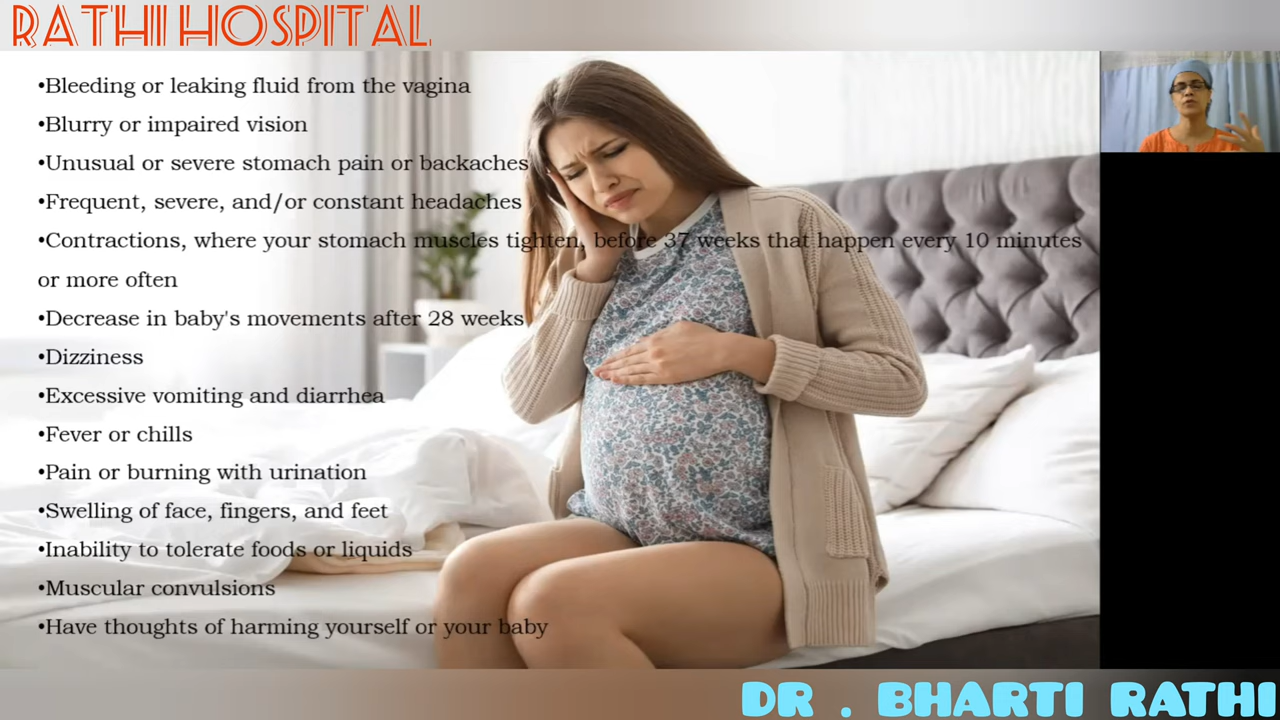 RATHI HOSPITAL
•Bleeding or leaking fluid from the vagina
•Blurry or impaired vision
•Unusual or severe stomach pain or backaches
•Frequent, severe, and/or constant headaches
•Contractions, where your stomach muscles tighten, before 37 weeks that happen every 10 minutes
or more often
•Decrease in baby's movements after 28 weeks
•Dizziness
•Excessive vomiting and diarrhea
•Fever or chills
•Pain or burning with urination
•Swelling of face, fingers, and feet
•Inability to tolerate foods or liquids
•Muscular convulsions
•Have thoughts of harming yourself or your baby
DR . BHARTI RATHI